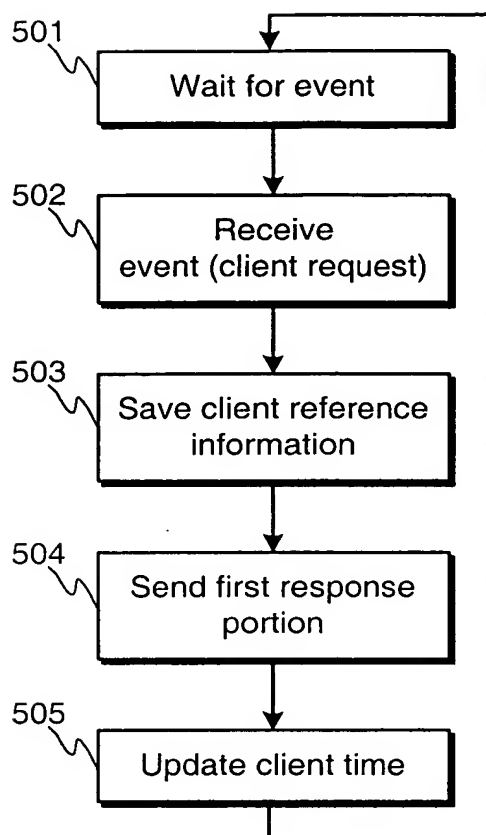 501
Wait for event
502
Receive
event (client request)
503
Save client reference
information
504
Send first response
portion
505
Update client time